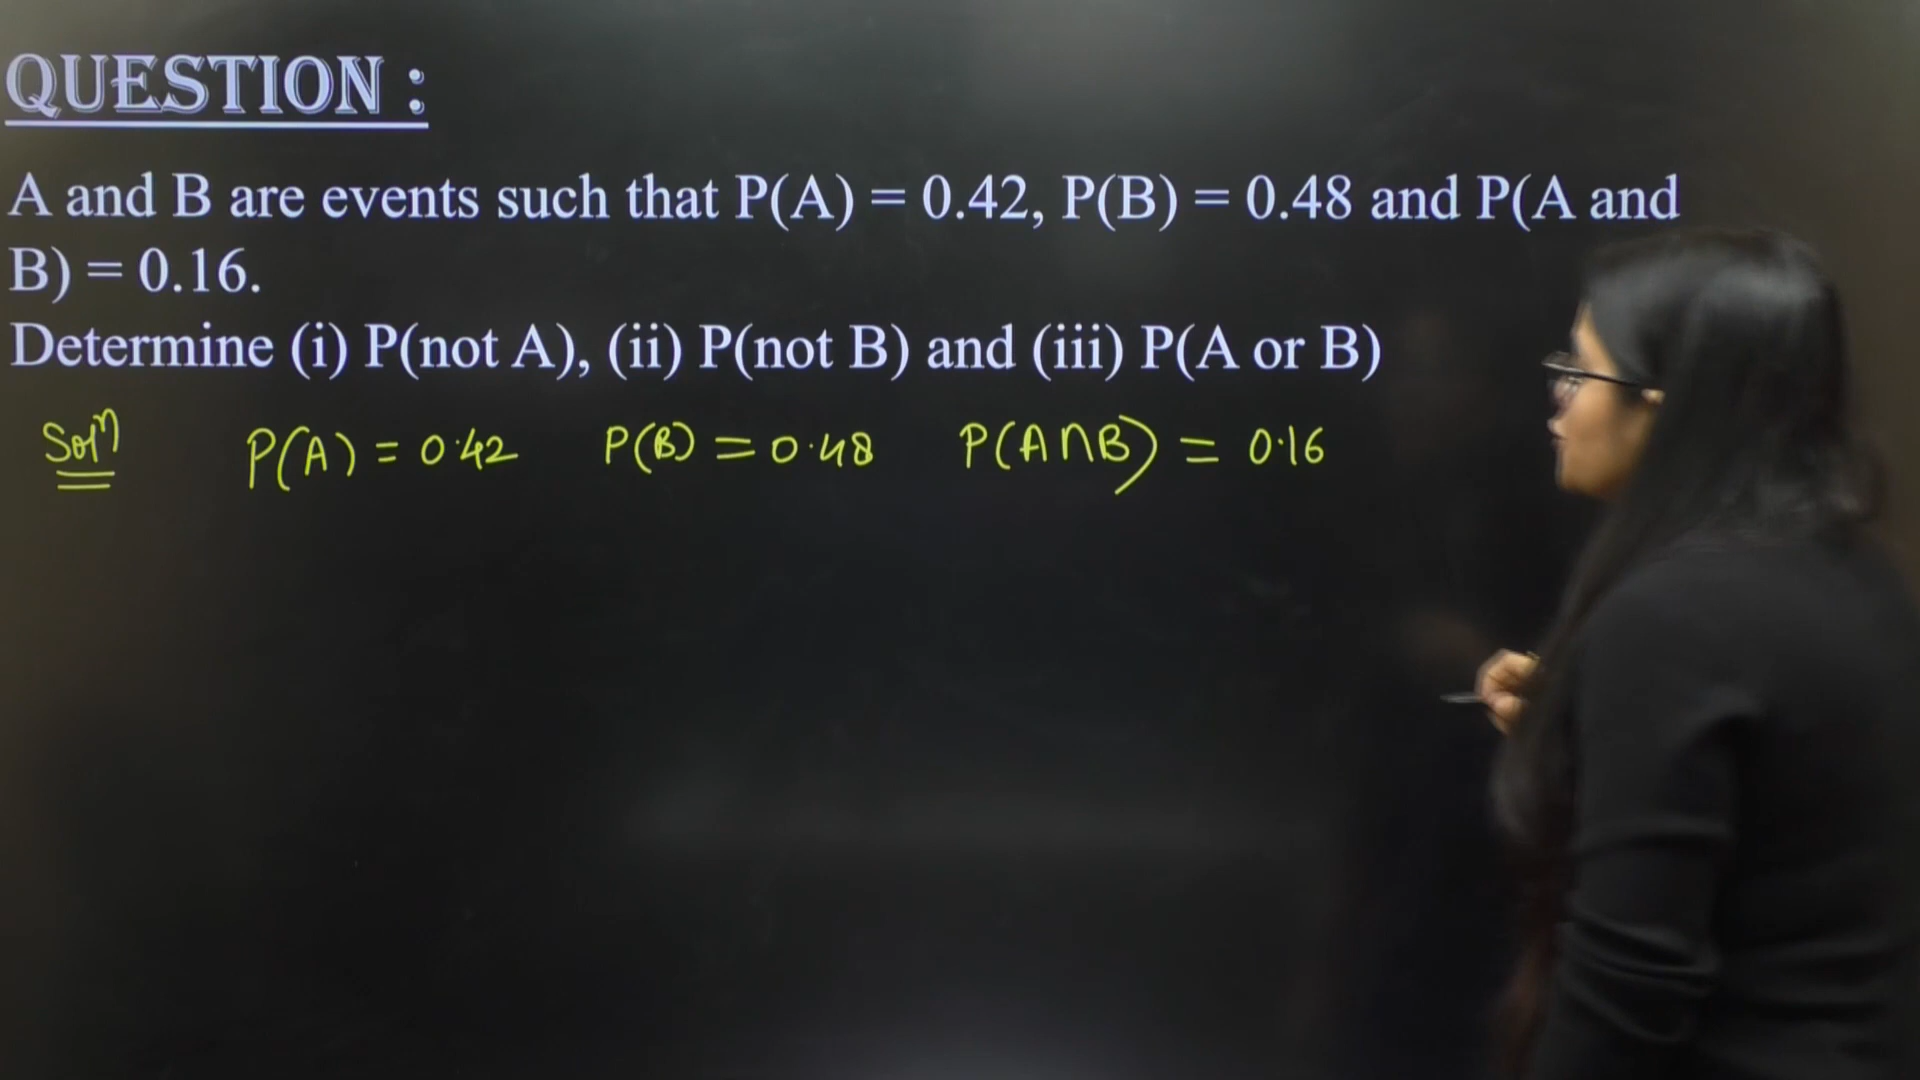 QUESTION :
A and B are events such that P(A) = 0.42, P(B) = 0.48 and P(A and
B) = 0.16.
Determine (i) P(not A), (ii) P(not B) and (iii) P(A or B)
Solⁿ P(A) = 0.42 P(B) = 0.48 P(A∩B) = 0.16